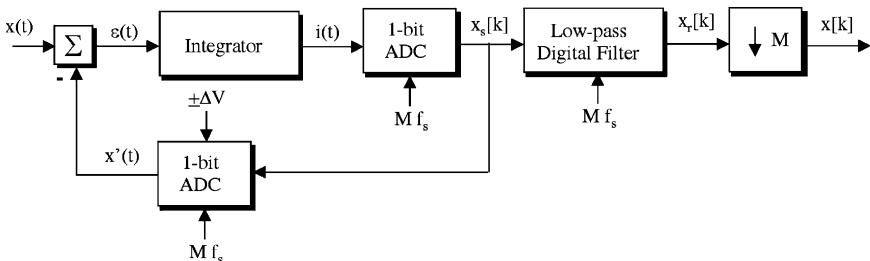 x(t)
Σ
-
ε(t)
Integrator
i(t)
1-bit
ADC
x_s[k]
Low-pass
Digital Filter
x_r[k]
↓ M
x[k]
M f_s
M f_s
±ΔV
x’(t)
1-bit
ADC
M f_s